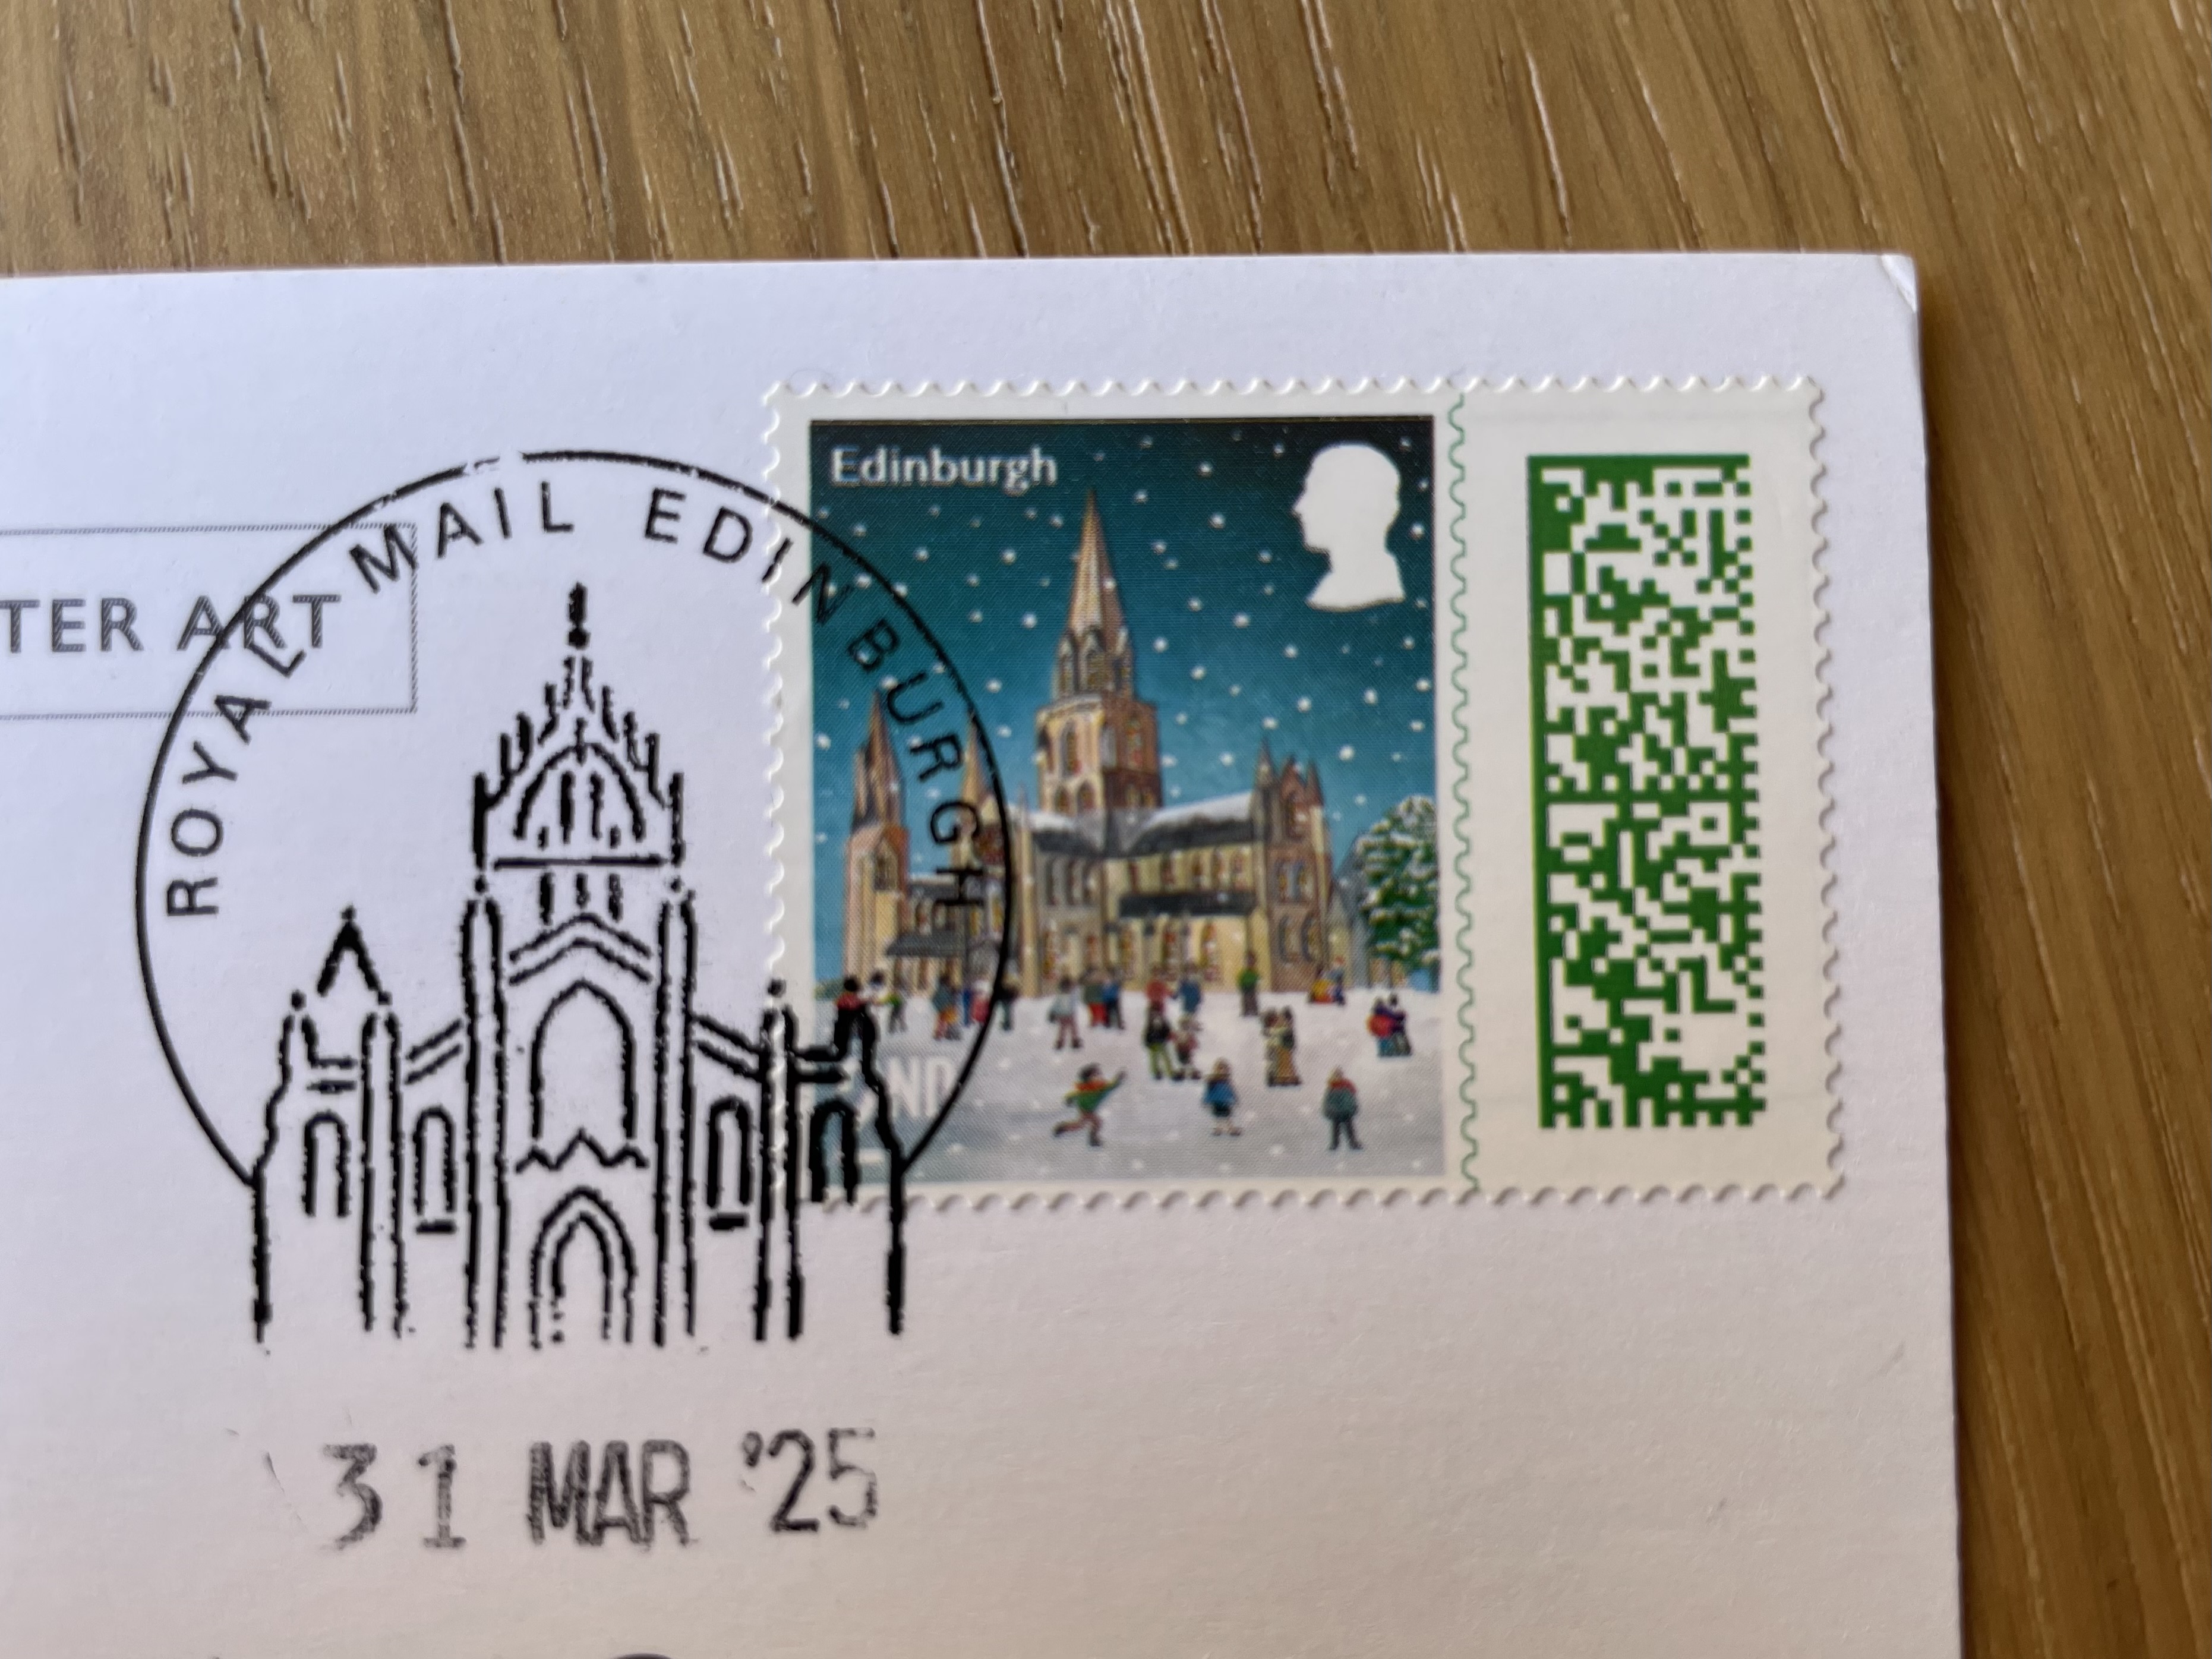 Edinburgh
ROYAL MAIL EDINBURGH
TER ART
31 MAR '25